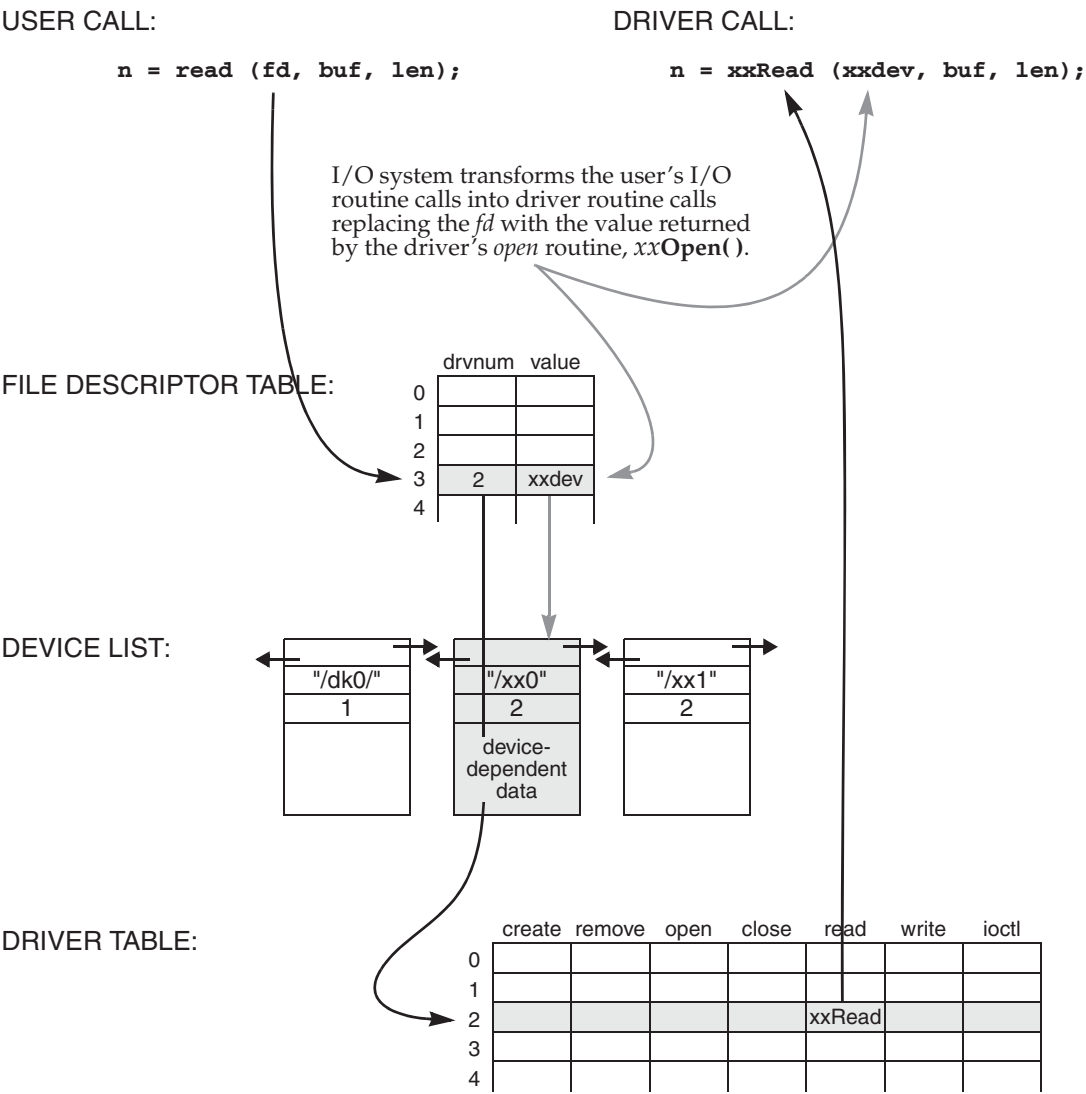 USER CALL:
DRIVER CALL:
n = read (fd, buf, len);
n = xxRead (xxdev, buf, len);
I/O system transforms the user's I/O
routine calls into driver routine calls
replacing the fd with the value returned
by the driver's open routine, xxOpen( ).
FILE DESCRIPTOR TABLE:
drvnum value
0
1
2
3 2 xxdev
4
DEVICE LIST:
"/dk0/" "/xx0" "/xx1"
1 2 2
device-
dependent
data
DRIVER TABLE:
create remove open close read write ioctl
0
1
2 xxRead
3
4